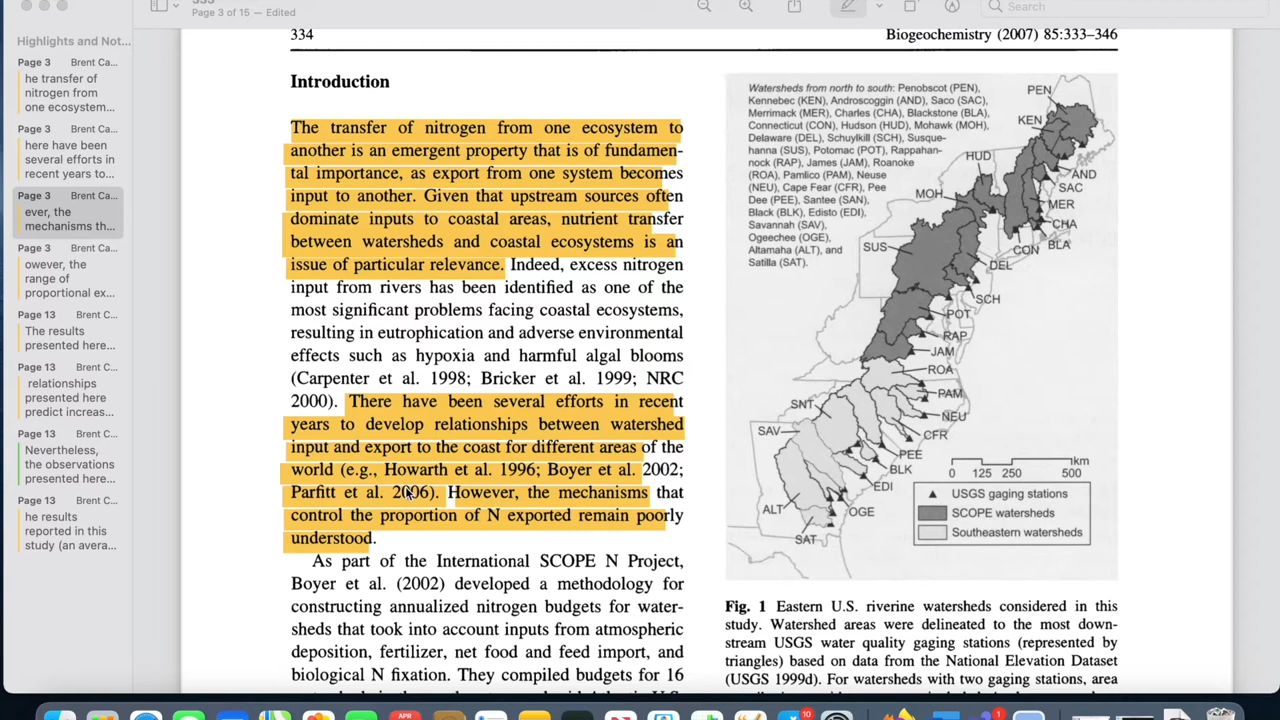 Page 3 of 15 — Edited
Search
Highlights and Not...
Page 3 Brent Ca...
he transfer of
nitrogen from
one ecosystem...
Page 3 Brent Ca...
here have been
several efforts in
recent years to...
Page 3 Brent Ca...
ever, the
mechanisms th...
Page 3 Brent Ca...
owever, the
range of
proportional ex...
Page 13 Brent C...
The results
presented here...
Page 13 Brent C...
relationships
presented here
predict increas...
Page 13 Brent C...
Nevertheless,
the observations
presented here...
Page 13 Brent C...
he results
reported in this
study (an avera...
334
Biogeochemistry (2007) 85:333–346
Introduction
The transfer of nitrogen from one ecosystem to
another is an emergent property that is of fundamen-
tal importance, as export from one system becomes
input to another. Given that upstream sources often
dominate inputs to coastal areas, nutrient transfer
between watersheds and coastal ecosystems is an
issue of particular relevance. Indeed, excess nitrogen
input from rivers has been identified as one of the
most significant problems facing coastal ecosystems,
resulting in eutrophication and adverse environmental
effects such as hypoxia and harmful algal blooms
(Carpenter et al. 1998; Bricker et al. 1999; NRC
2000). There have been several efforts in recent
years to develop relationships between watershed
input and export to the coast for different areas of the
world (e.g., Howarth et al. 1996; Boyer et al. 2002;
Parfitt et al. 2006). However, the mechanisms that
control the proportion of N exported remain poorly
understood.
As part of the International SCOPE N Project,
Boyer et al. (2002) developed a methodology for
constructing annualized nitrogen budgets for water-
sheds that took into account inputs from atmospheric
deposition, fertilizer, net food and feed import, and
biological N fixation. They compiled budgets for 16
Watersheds from north to south: Penobscot (PEN),
Kennebec (KEN), Androscoggin (AND), Saco (SAC),
Merrimack (MER), Charles (CHA), Blackstone (BLA),
Connecticut (CON), Hudson (HUD), Mohawk (MOH),
Delaware (DEL), Schuylkill (SCH), Susque-
hanna (SUS), Potomac (POT), Rappahan-
nock (RAP), James (JAM), Roanoke
(ROA), Pamlico (PAM), Neuse
(NEU), Cape Fear (CFR), Pee
Dee (PEE), Santee (SAN),
Black (BLK), Edisto (EDI),
Savannah (SAV),
Ogeechee (OGE),
Altamaha (ALT), and
Satilla (SAT).
PEN
KEN
HUD
AND
SAC
MOH
MER
CHA
SUS
CON
BLA
DEL
SCH
POT
RAP
JAM
ROA
PAM
SNT
NEU
SAV
CFR
PEE
BLK
EDI
ALT
OGE
SAT
km
0 125 250 500
USGS gaging stations
SCOPE watersheds
Southeastern watersheds
Fig. 1 Eastern U.S. riverine watersheds considered in this
study. Watershed areas were delineated to the most down-
stream USGS water quality gaging stations (represented by
triangles) based on data from the National Elevation Dataset
(USGS 1999d). For watersheds with two gaging stations, area
APR
10
1